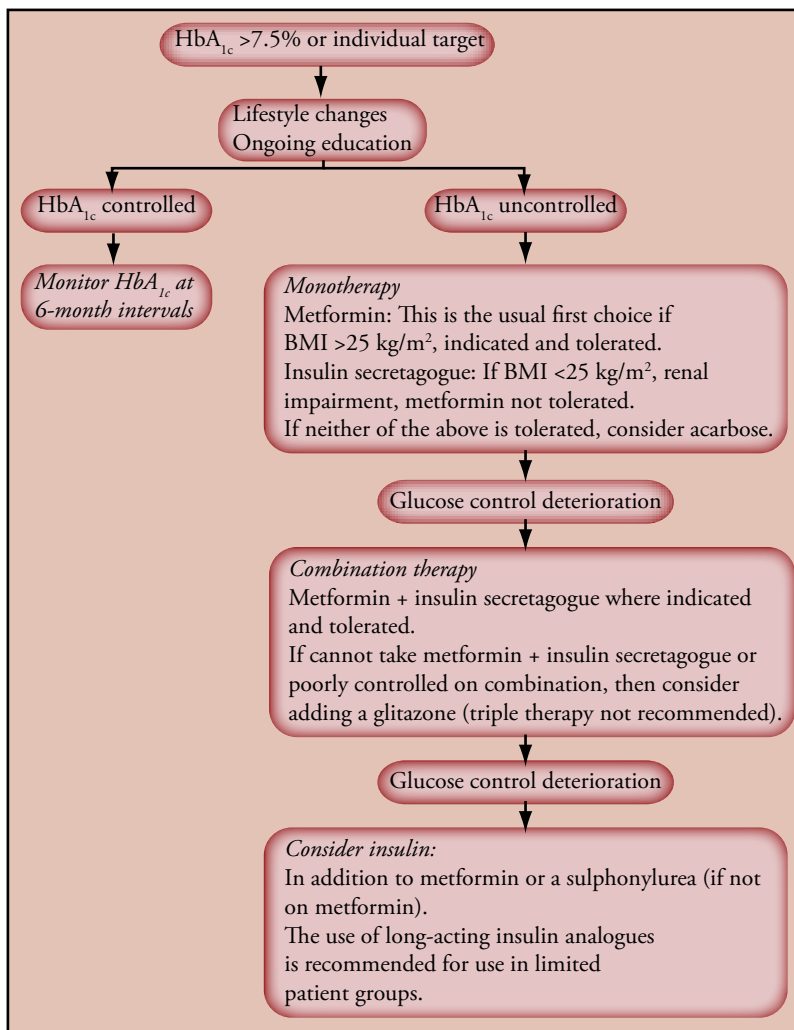 HbA1c >7.5% or individual target
Lifestyle changes
Ongoing education
HbA1c controlled
HbA1c uncontrolled
Monitor HbA1c at
6-month intervals
Monotherapy
Metformin: This is the usual first choice if
BMI >25 kg/m², indicated and tolerated.
Insulin secretagogue: If BMI <25 kg/m², renal
impairment, metformin not tolerated.
If neither of the above is tolerated, consider acarbose.
Glucose control deterioration
Combination therapy
Metformin + insulin secretagogue where indicated
and tolerated.
If cannot take metformin + insulin secretagogue or
poorly controlled on combination, then consider
adding a glitazone (triple therapy not recommended).
Glucose control deterioration
Consider insulin:
In addition to metformin or a sulphonylurea (if not
on metformin).
The use of long-acting insulin analogues
is recommended for use in limited
patient groups.